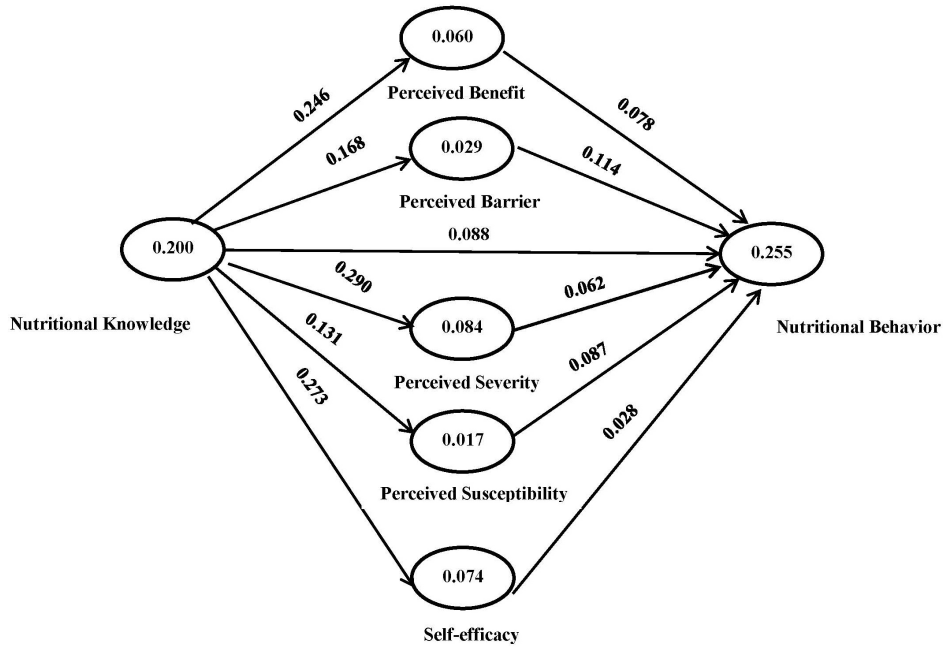 0.060
Perceived Benefit
0.246
0.078
0.168
0.029
0.114
Perceived Barrier
0.200
0.088
0.255
Nutritional Knowledge
0.290
0.062
Nutritional Behavior
0.084
0.131
Perceived Severity
0.087
0.273
0.017
0.028
Perceived Susceptibility
0.074
Self-efficacy